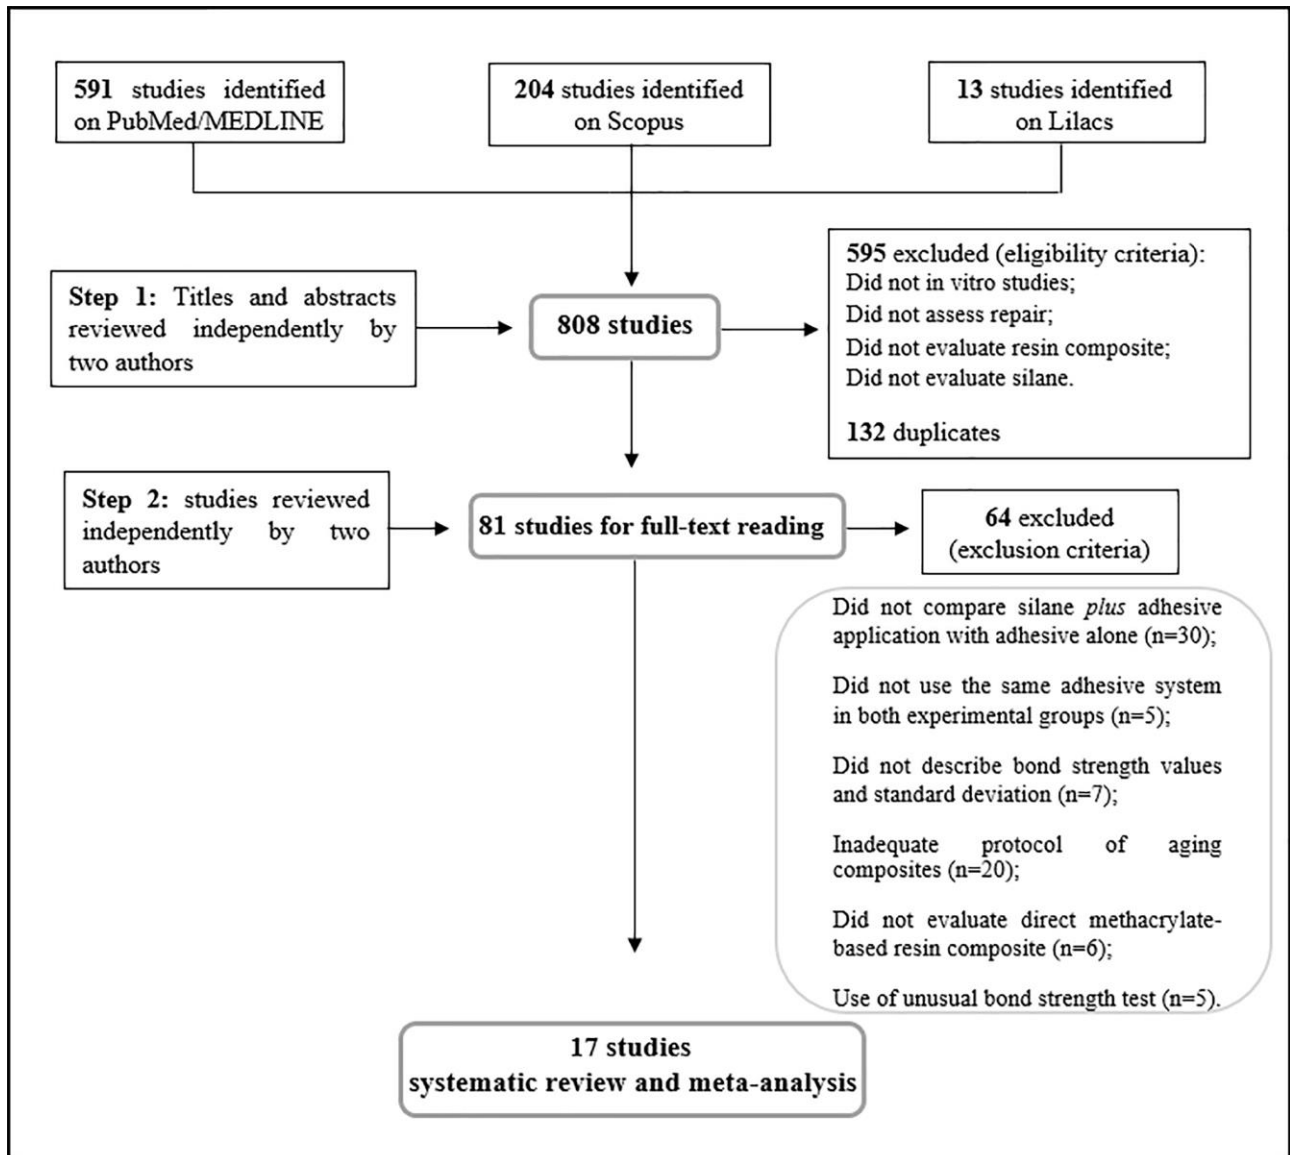 591 studies identified
on PubMed/MEDLINE
204 studies identified
on Scopus
13 studies identified
on Lilacs
Step 1: Titles and abstracts
reviewed independently by
two authors
808 studies
595 excluded (eligibility criteria):
Did not in vitro studies;
Did not assess repair;
Did not evaluate resin composite;
Did not evaluate silane.
132 duplicates
Step 2: studies reviewed
independently by two
authors
81 studies for full-text reading
64 excluded
(exclusion criteria)
Did not compare silane plus adhesive
application with adhesive alone (n=30);
Did not use the same adhesive system
in both experimental groups (n=5);
Did not describe bond strength values
and standard deviation (n=7);
Inadequate protocol of aging
composites (n=20);
Did not evaluate direct methacrylate-
based resin composite (n=6);
Use of unusual bond strength test (n=5).
17 studies
systematic review and meta-analysis